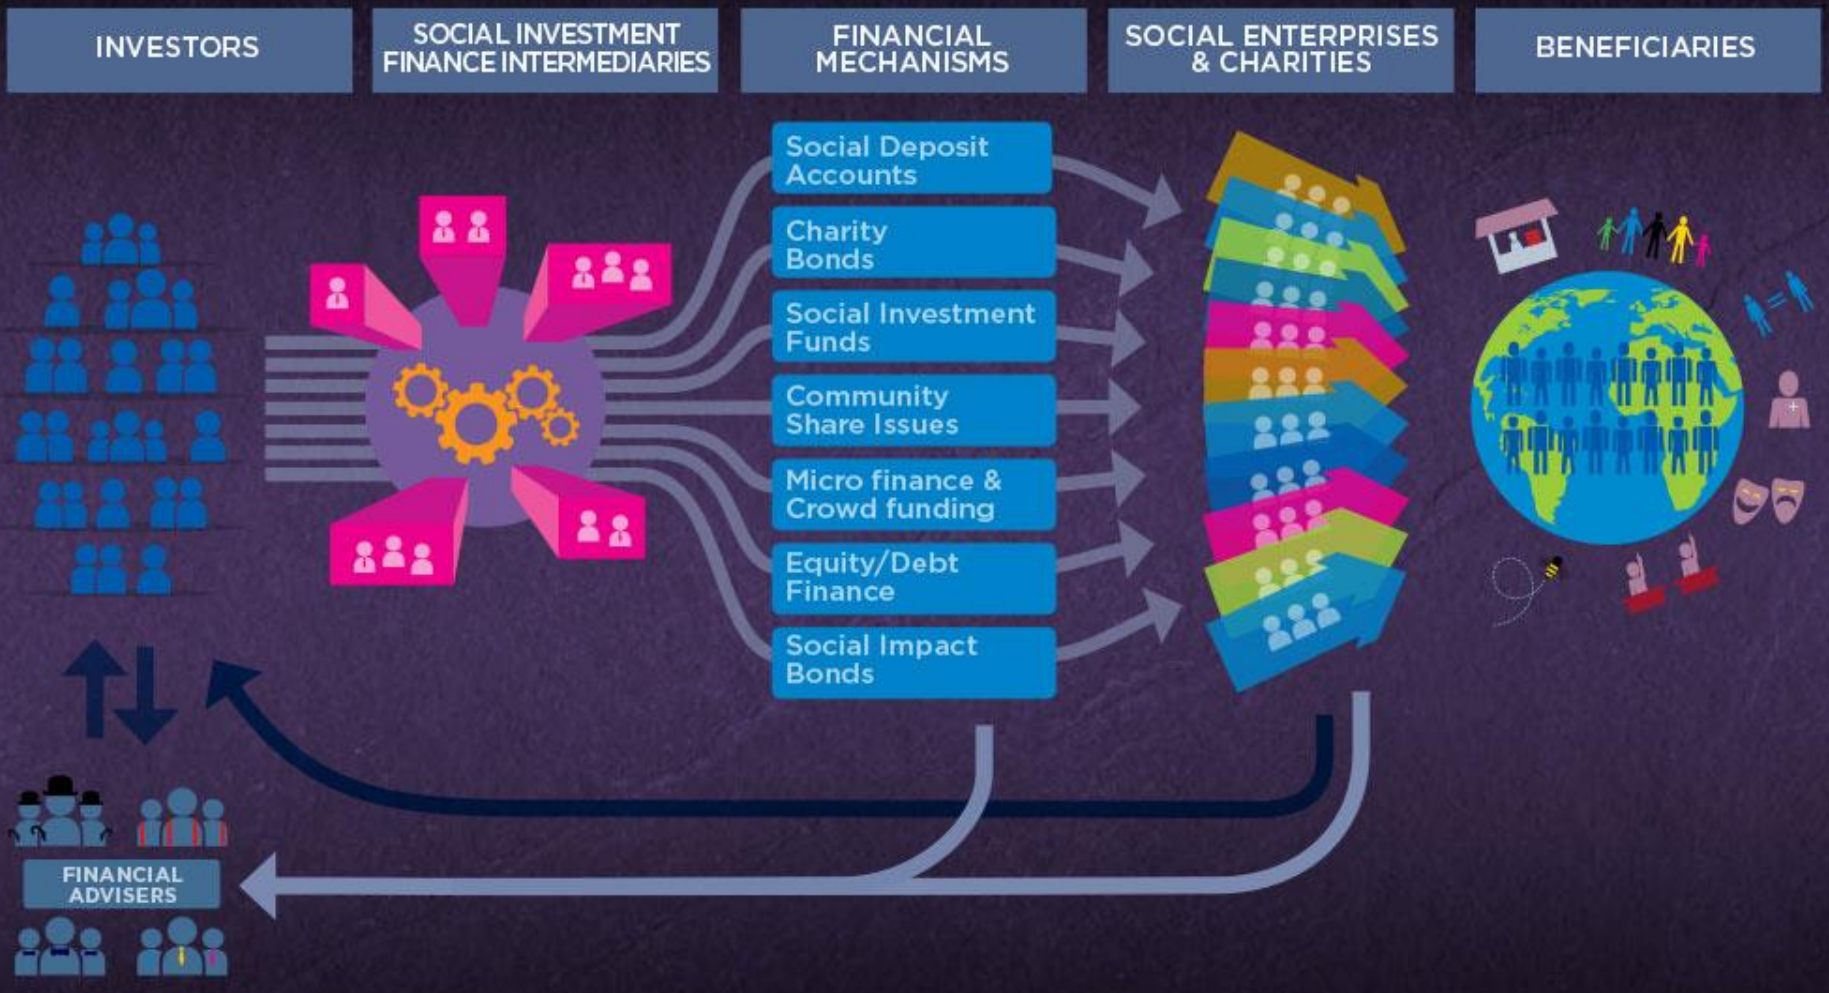 INVESTORS
SOCIAL INVESTMENT
FINANCE INTERMEDIARIES
FINANCIAL
MECHANISMS
SOCIAL ENTERPRISES
& CHARITIES
BENEFICIARIES
Social Deposit
Accounts
Charity
Bonds
Social Investment
Funds
Community
Share Issues
Micro finance &
Crowd funding
Equity/Debt
Finance
Social Impact
Bonds
FINANCIAL
ADVISERS